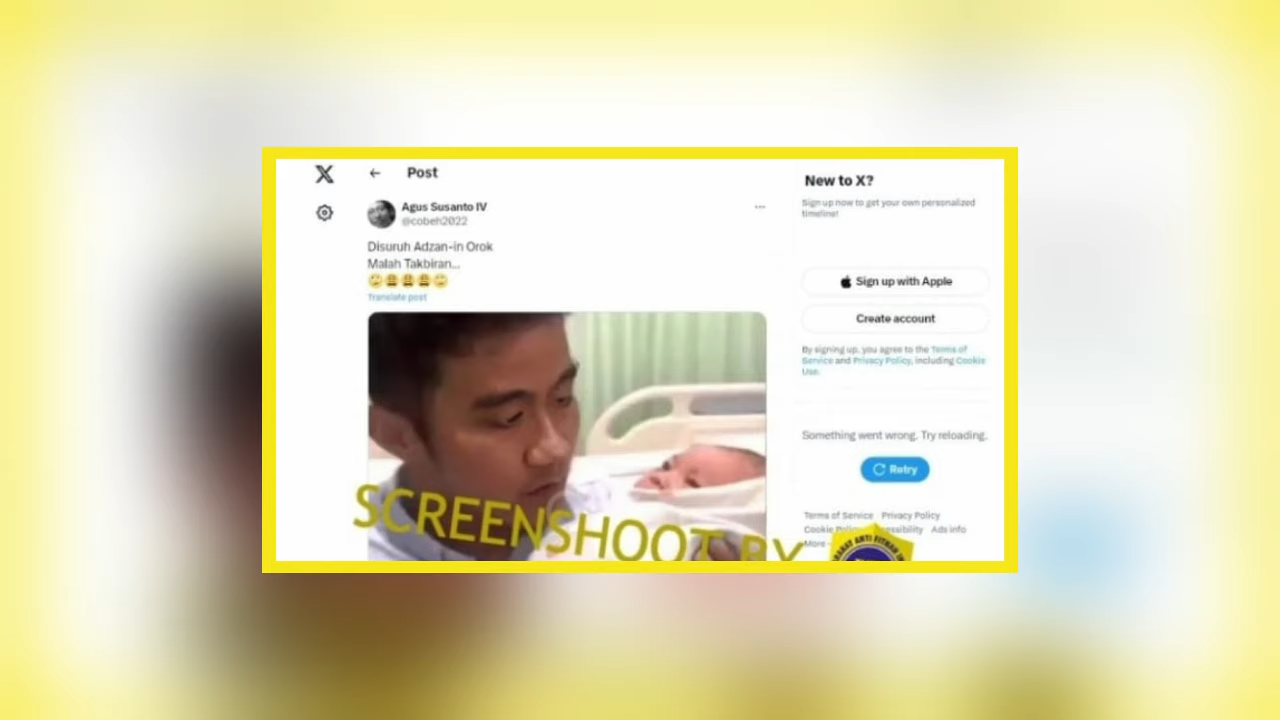 Post
Agus Susanto IV
@cobeh2022
Disuruh Adzan-in Orok
Malah Takbiran...
Translate post
New to X?
Sign up now to get your own personalized
timeline!
Sign up with Apple
Create account
By signing up, you agree to the Terms of
Service and Privacy Policy, including Cookie
Use.
Something went wrong. Try reloading.
Retry
Terms of Service Privacy Policy
Cookie Ads info
More
SCREENSHOOT BY
ANTI FITNAH